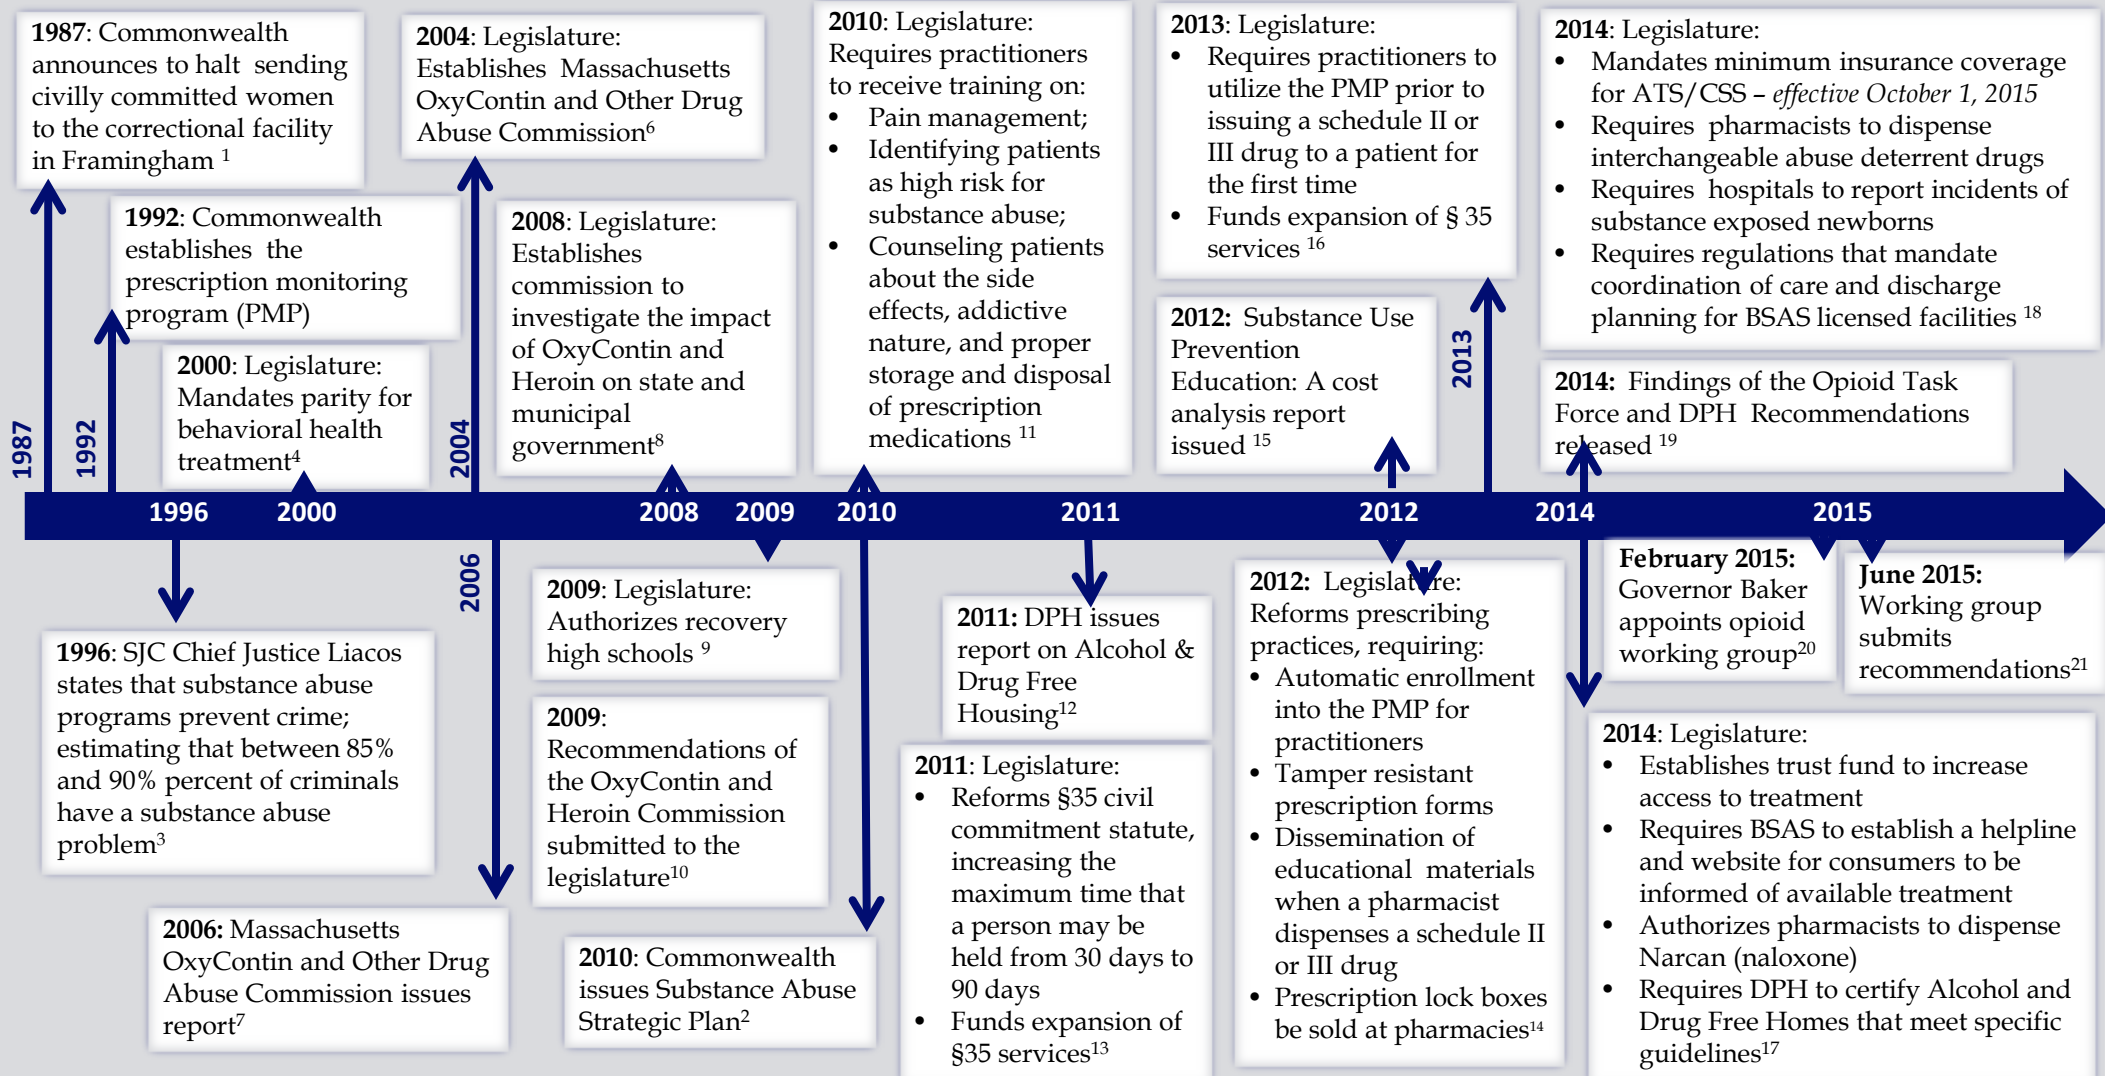 1987: Commonwealth
announces to halt sending
civilly committed women
to the correctional facility
in Framingham 1
1992: Commonwealth
establishes the
prescription monitoring
program (PMP)
2000: Legislature:
Mandates parity for
behavioral health
treatment4
2004: Legislature:
Establishes Massachusetts
OxyContin and Other Drug
Abuse Commission6
2008: Legislature:
Establishes
commission to
investigate the impact
of OxyContin and
Heroin on state and
municipal
government8
2010: Legislature:
Requires practitioners
to receive training on:
• Pain management;
• Identifying patients
as high risk for
substance abuse;
• Counseling patients
about the side
effects, addictive
nature, and proper
storage and disposal
of prescription
medications 11
2013: Legislature:
• Requires practitioners to
utilize the PMP prior to
issuing a schedule II or
III drug to a patient for
the first time
• Funds expansion of § 35
services 16
2012: Substance Use
Prevention
Education: A cost
analysis report
issued 15
2014: Legislature:
• Mandates minimum insurance coverage
for ATS/CSS – effective October 1, 2015
• Requires pharmacists to dispense
interchangeable abuse deterrent drugs
• Requires hospitals to report incidents of
substance exposed newborns
• Requires regulations that mandate
coordination of care and discharge
planning for BSAS licensed facilities 18
2014: Findings of the Opioid Task
Force and DPH Recommendations
released 19
1987
1992
2004
2013
1996
2000
2008
2009
2010
2011
2012
2014
2015
2006
1996: SJC Chief Justice Liacos
states that substance abuse
programs prevent crime;
estimating that between 85%
and 90% percent of criminals
have a substance abuse
problem3
2006: Massachusetts
OxyContin and Other Drug
Abuse Commission issues
report7
2009: Legislature:
Authorizes recovery
high schools 9
2009:
Recommendations of
the OxyContin and
Heroin Commission
submitted to the
legislature10
2010: Commonwealth
issues Substance Abuse
Strategic Plan2
2011: DPH issues
report on Alcohol &
Drug Free
Housing12
2011: Legislature:
• Reforms §35 civil
commitment statute,
increasing the
maximum time that
a person may be
held from 30 days to
90 days
• Funds expansion of
§35 services13
2012: Legislature:
Reforms prescribing
practices, requiring:
• Automatic enrollment
into the PMP for
practitioners
• Tamper resistant
prescription forms
• Dissemination of
educational materials
when a pharmacist
dispenses a schedule II
or III drug
• Prescription lock boxes
be sold at pharmacies14
February 2015:
Governor Baker
appoints opioid
working group20
June 2015:
Working group
submits
recommendations21
2014: Legislature:
• Establishes trust fund to increase
access to treatment
• Requires BSAS to establish a helpline
and website for consumers to be
informed of available treatment
• Authorizes pharmacists to dispense
Narcan (naloxone)
• Requires DPH to certify Alcohol and
Drug Free Homes that meet specific
guidelines17